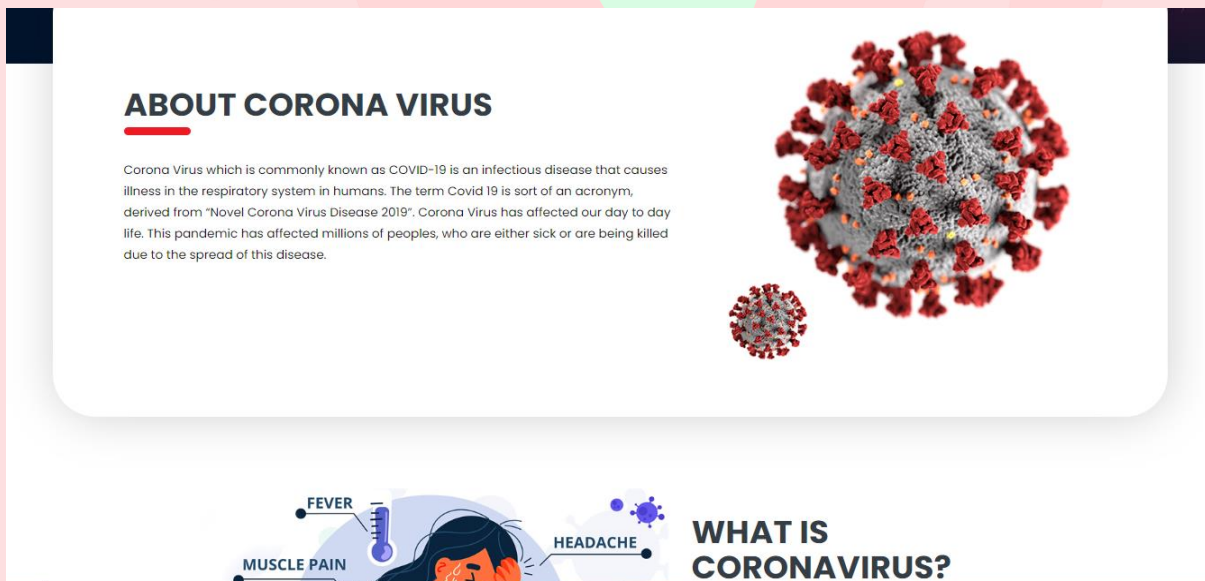 ABOUT CORONA VIRUS
Corona Virus which is commonly known as COVID-19 is an infectious disease that causes
illness in the respiratory system in humans. The term Covid 19 is sort of an acronym,
derived from “Novel Corona Virus Disease 2019”. Corona Virus has affected our day to day
life. This pandemic has affected millions of peoples, who are either sick or are being killed
due to the spread of this disease.
FEVER
HEADACHE
MUSCLE PAIN
WHAT IS
CORONAVIRUS?